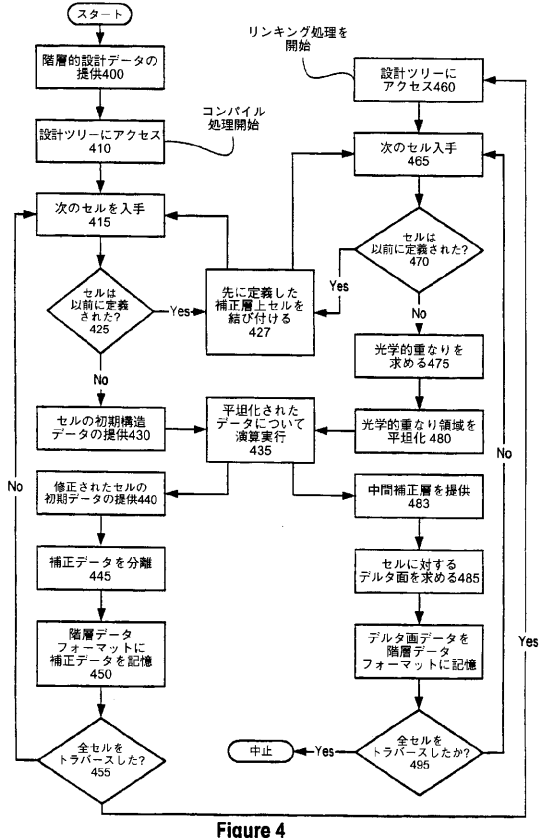 スタート
階層的設計データの
提供400
設計ツリーにアクセス
410
コンパイル
処理開始
次のセルを入手
415
セルは
以前に定義
された?
425
Yes
No
先に定義した
補正層上セルを
結び付ける
427
セルの初期構造
データの提供430
平坦化された
データについて
演算実行
435
修正されたセルの
初期データの提供440
補正データを分離
445
階層データ
フォーマットに
補正データを記憶
450
全セルを
トラバースした?
455
No
リンキング処理を
開始
設計ツリーに
アクセス460
次のセル入手
465
セルは
以前に定義された?
470
Yes
No
光学的重なりを
求める475
光学的重なり領域を
平坦化 480
中間補正層を提供
483
セルに対する
デルタ面を求める485
デルタ画データを
階層データ
フォーマットに記憶
全セルを
トラバースしたか?
495
No
Yes
Yes
中止
Figure 4